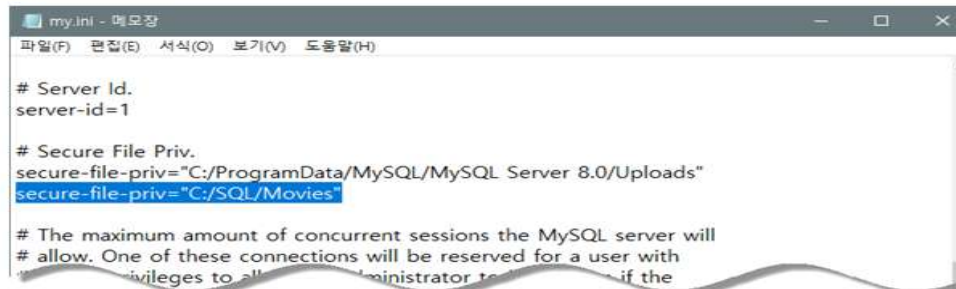 my.ini - 메모장
파일(F) 편집(E) 서식(O) 보기(V) 도움말(H)
# Server Id.
server-id=1
# Secure File Priv.
secure-file-priv="C:/ProgramData/MySQL/MySQL Server 8.0/Uploads"
secure-file-priv="C:/SQL/Movies"
# The maximum amount of concurrent sessions the MySQL server will
# allow. One of these connections will be reserved for a user with
to if the